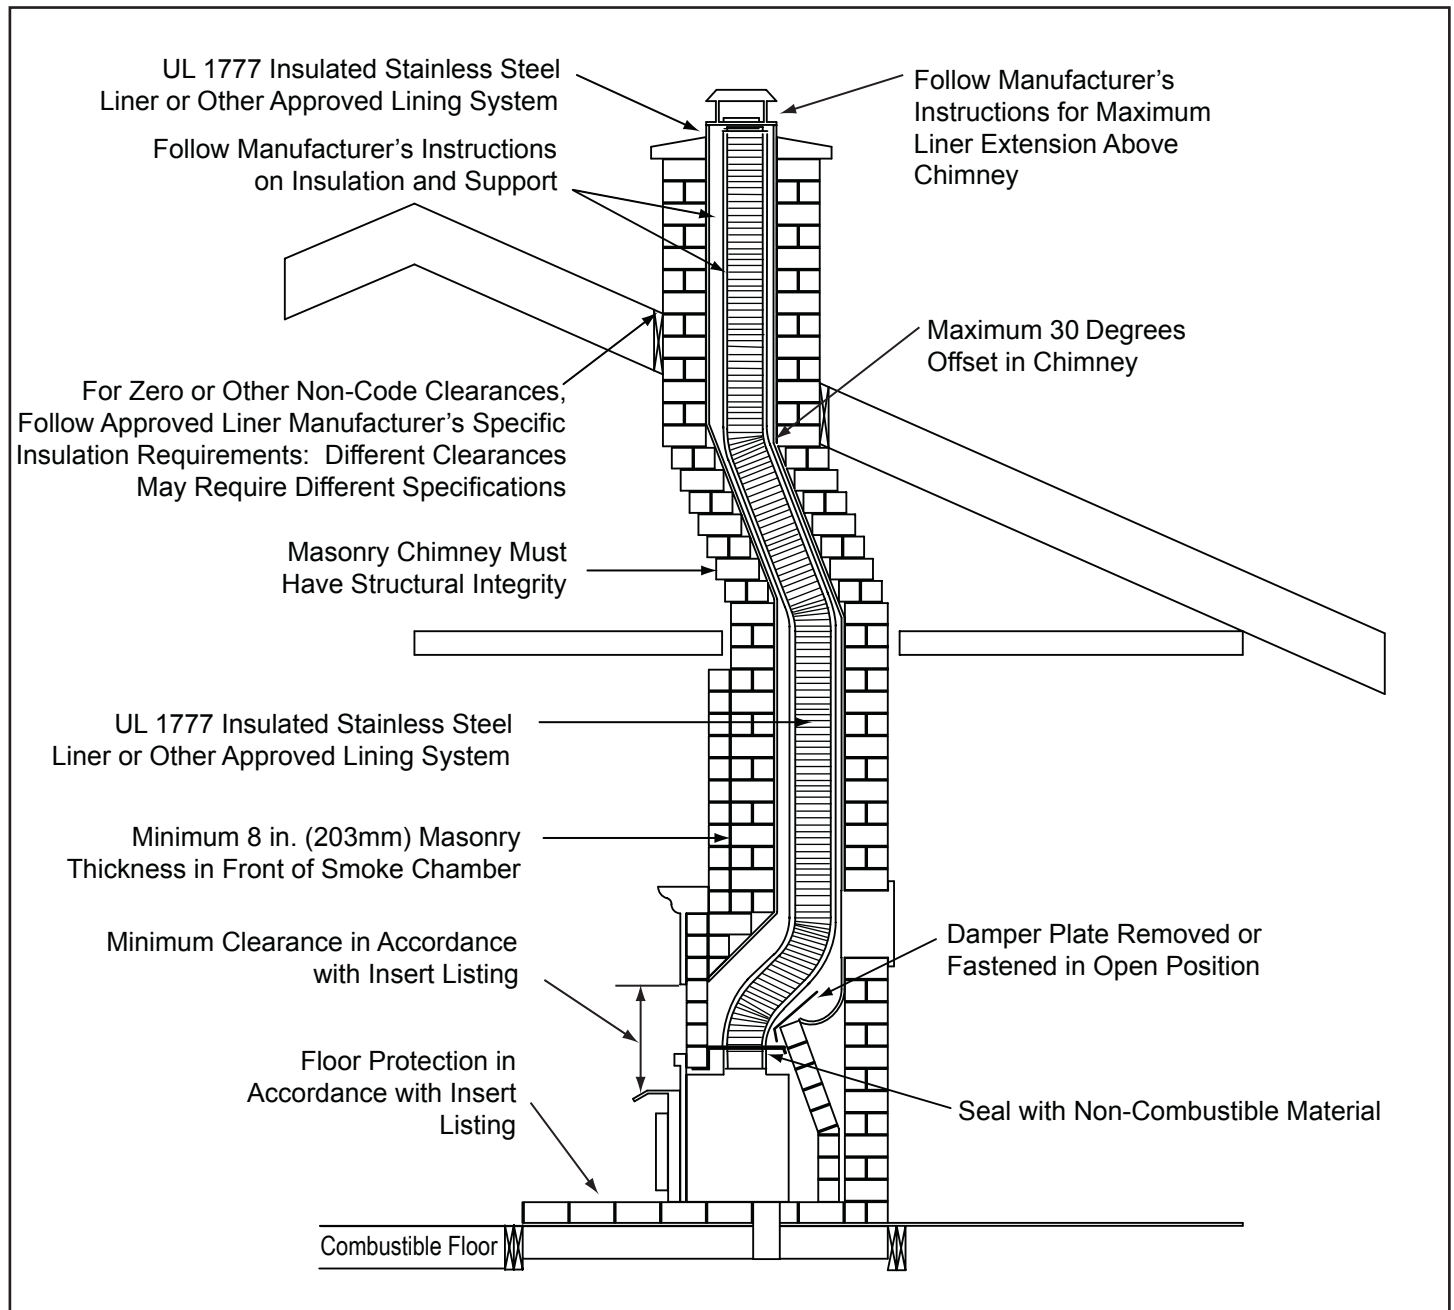 UL 1777 Insulated Stainless Steel
Liner or Other Approved Lining System
Follow Manufacturer's Instructions
on Insulation and Support
Follow Manufacturer's
Instructions for Maximum
Liner Extension Above
Chimney
Maximum 30 Degrees
Offset in Chimney
For Zero or Other Non-Code Clearances,
Follow Approved Liner Manufacturer's Specific
Insulation Requirements: Different Clearances
May Require Different Specifications
Masonry Chimney Must
Have Structural Integrity
UL 1777 Insulated Stainless Steel
Liner or Other Approved Lining System
Minimum 8 in. (203mm) Masonry
Thickness in Front of Smoke Chamber
Minimum Clearance in Accordance
with Insert Listing
Damper Plate Removed or
Fastened in Open Position
Floor Protection in
Accordance with Insert
Listing
Seal with Non-Combustible Material
Combustible Floor